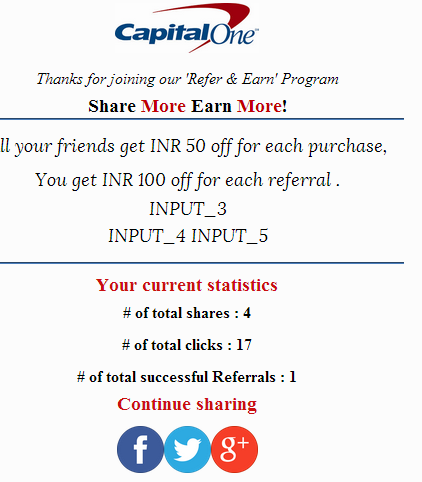 CapitalOne
Thanks for joining our 'Refer & Earn' Program
Share More Earn More!
ll your friends get INR 50 off for each purchase,
You get INR 100 off for each referral .
INPUT_3
INPUT_4 INPUT_5
Your current statistics
# of total shares : 4
# of total clicks : 17
# of total successful Referrals : 1
Continue sharing
f g+